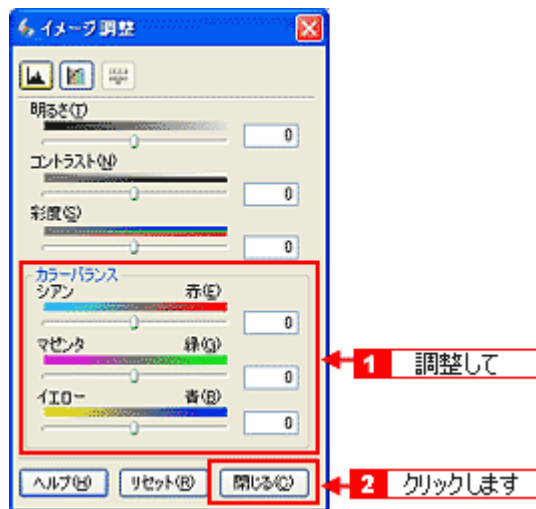 イメージ調整
明るさ(T)
0
コントラスト(N)
0
彩度(S)
0
カラーバランス
シアン 赤(E)
0
マゼンタ 緑(G)
0
イエロー 青(B)
0
1 調整して
ヘルプ(H) リセット(R) 閉じる(C)
2 クリックします